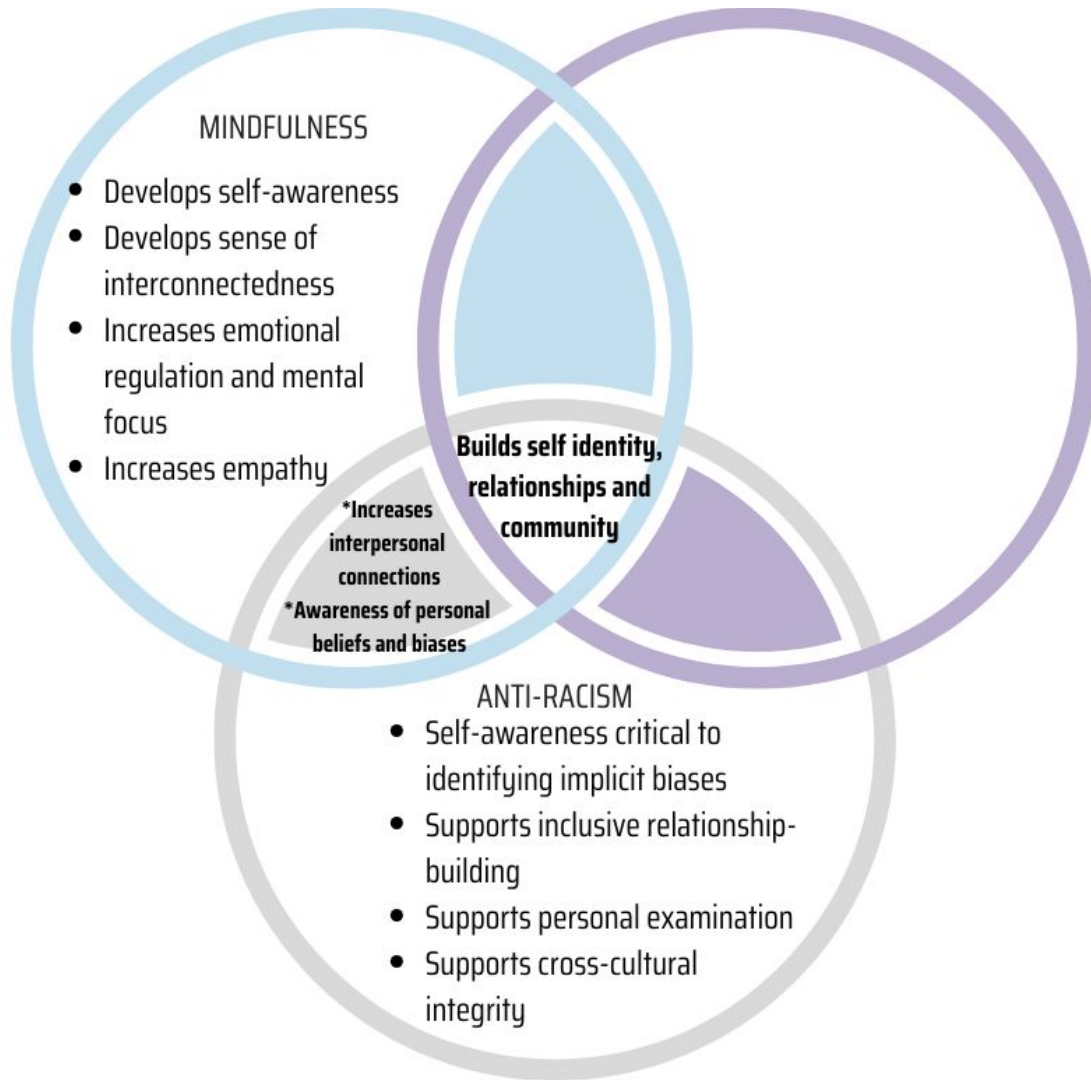 MINDFULNESS
• Develops self-awareness
• Develops sense of
interconnectedness
• Increases emotional
regulation and mental
focus
• Increases empathy
*Increases
interpersonal
connections
*Awareness of personal
beliefs and biases
Builds self identity,
relationships and
community
ANTI-RACISM
• Self-awareness critical to
identifying implicit biases
• Supports inclusive relationship-
building
• Supports personal examination
• Supports cross-cultural
integrity